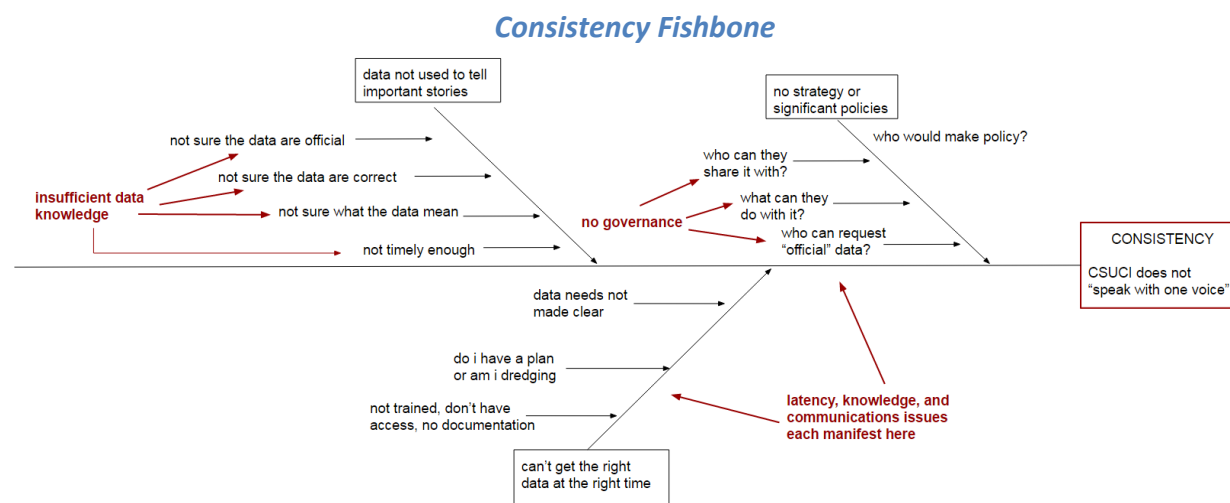 Consistency Fishbone
data not used to tell
important stories
no strategy or
significant policies
not sure the data are official
who would make policy?
who can they
share it with?
not sure the data are correct
insufficient data
knowledge
what can they
do with it?
not sure what the data mean
no governance
who can request
“official” data?
not timely enough
CONSISTENCY
CSUCI does not
“speak with one voice”
data needs not
made clear
do i have a plan
or am i dredging
not trained, don’t have
access, no documentation
latency, knowledge, and
communications issues
each manifest here
can’t get the right
data at the right time